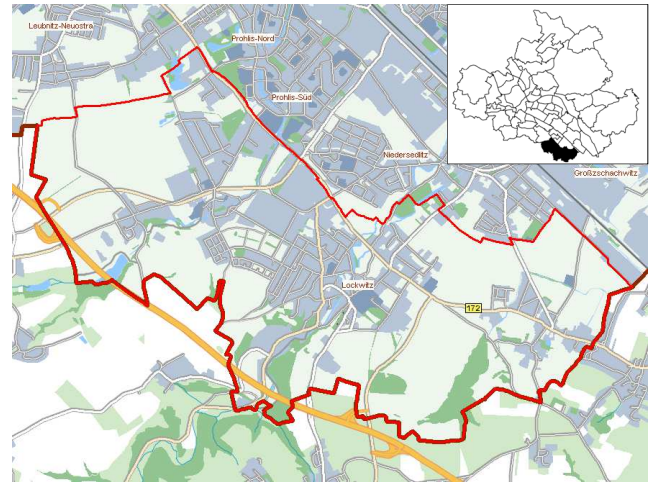 Leubnitz-Neuostra
Prohlis-Nord
Prohlis-Süd
Niedersedlitz
Großzschachwitz
Lockwitz
172